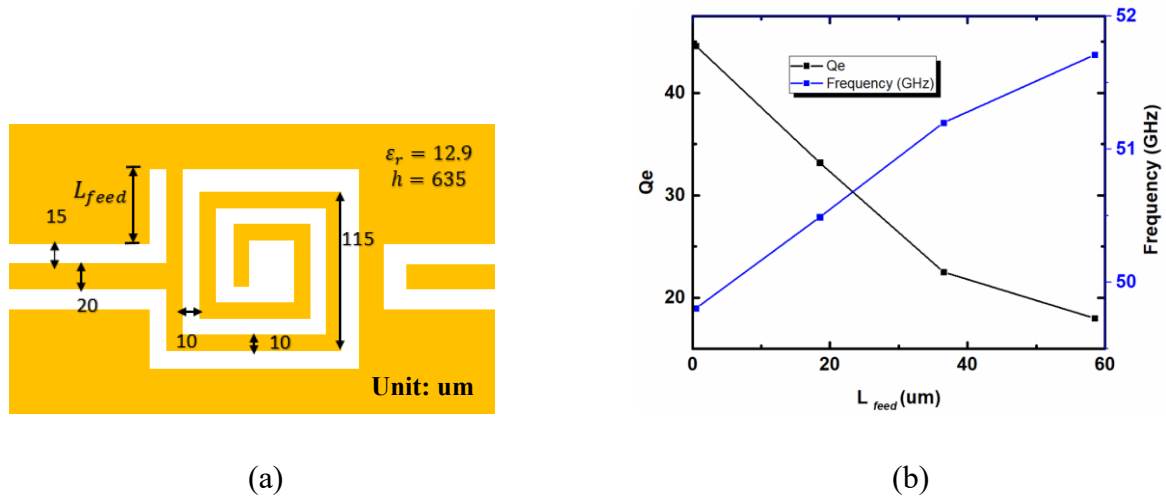 ε_r = 12.9
h = 635
L_feed
15
115
20
10
10
Unit: um
(a)
52
Qe
Frequency (GHz)
40
51
Qe
30
Frequency (GHz)
50
20
0
20
40
60
L feed (um)
(b)